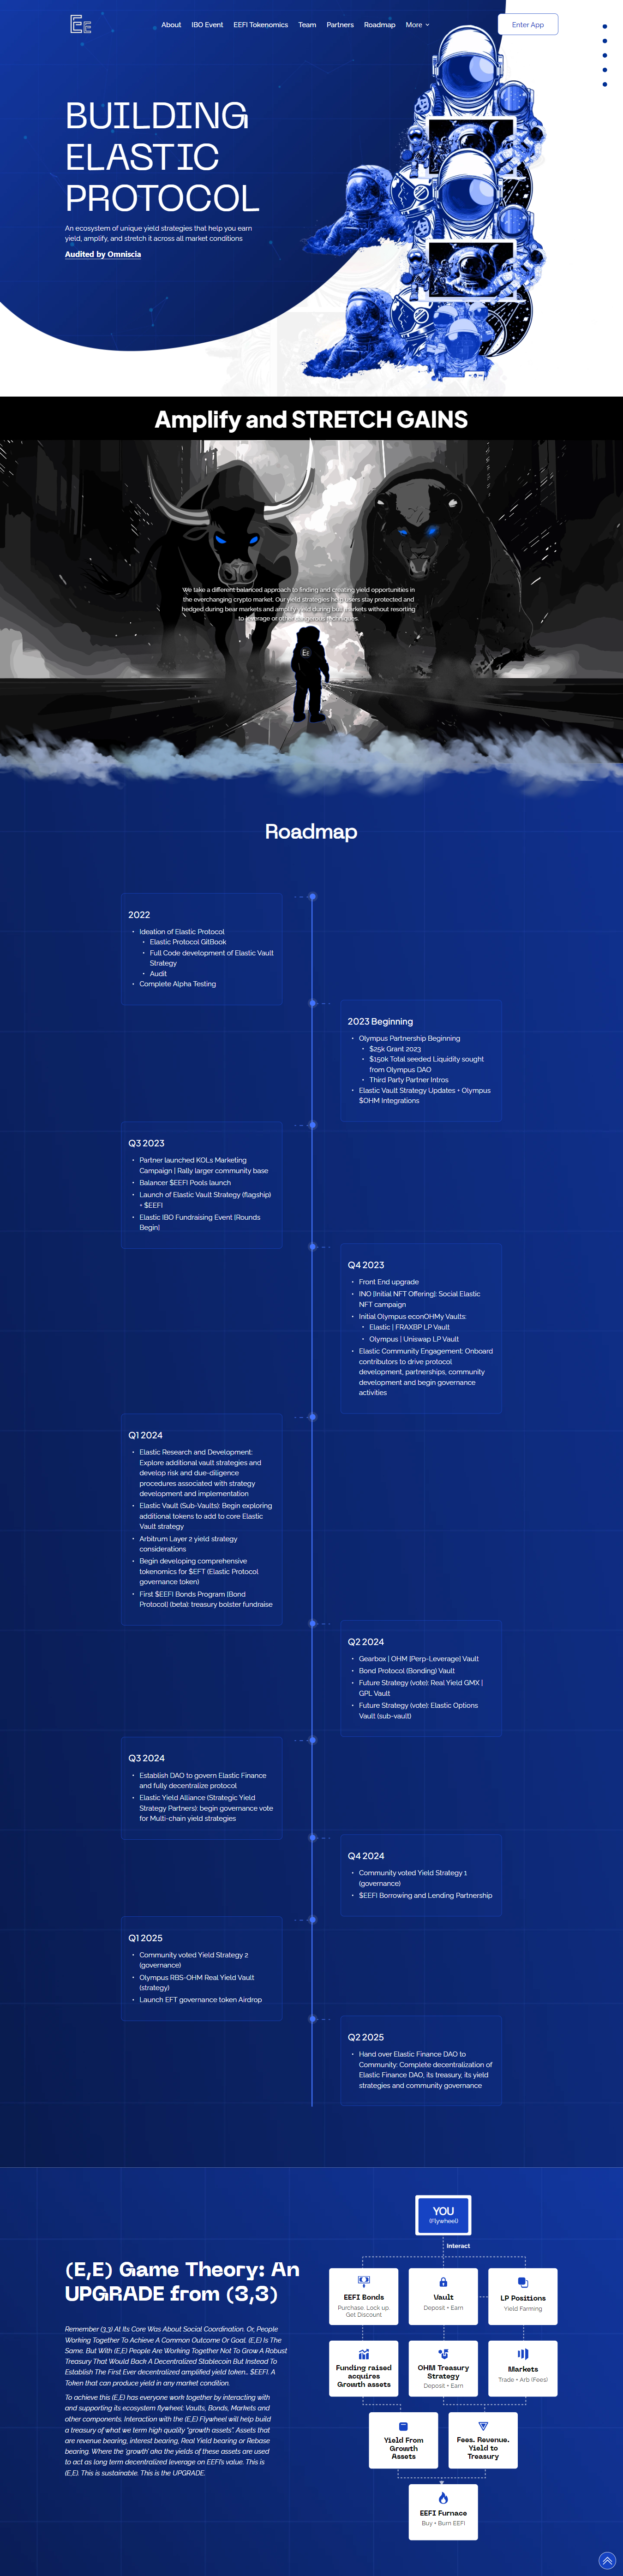 EE
About IBO Event EEFI Tokenomics Team Partners Roadmap More Enter App
BUILDING
ELASTIC
PROTOCOL
An ecosystem of unique yield strategies that help you earn
yield, amplify, and stretch it across all market conditions
Audited by Omniscia
Amplify and STRETCH GAINS
We take a different balanced approach to finding and creating yield opportunities in
the everchanging crypto market. Our yield strategies help users stay protected and
hedged during bear markets and amplify yield during bull markets without resorting
to leverage or other dangerous techniques.
EE
Roadmap
2022
• Ideation of Elastic Protocol
• Elastic Protocol GitBook
• Full Code development of Elastic Vault
Strategy
• Audit
• Complete Alpha Testing
2023 Beginning
• Olympus Partnership Beginning
• $25k Grant 2023
• $150k Total seeded Liquidity sought
from Olympus DAO
• Third Party Partner Intros
• Elastic Vault Strategy Updates + Olympus
$OHM Integrations
Q3 2023
• Partner launched KOLs Marketing
Campaign | Rally larger community base
• Balancer $EEFI Pools launch
• Launch of Elastic Vault Strategy (flagship)
+ $EEFI
• Elastic IBO Fundraising Event [Rounds
Begin]
Q4 2023
• Front End upgrade
• INO [Initial NFT Offering]: Social Elastic
NFT campaign
• Initial Olympus econOHMy Vaults:
• Elastic | FRAXBP LP Vault
• Olympus | Uniswap LP Vault
• Elastic Community Engagement: Onboard
contributors to drive protocol
development, partnerships, community
development and begin governance
activities
Q1 2024
• Elastic Research and Development:
Explore additional vault strategies and
develop risk and due-diligence
procedures associated with strategy
development and implementation
• Elastic Vault (Sub-Vaults): Begin exploring
additional tokens to add to core Elastic
Vault strategy
• Arbitrum Layer 2 yield strategy
considerations
• Begin developing comprehensive
tokenomics for $EFT (Elastic Protocol
governance token)
• First $EEFI Bonds Program [Bond
Protocol] (beta): treasury bolster fundraise
Q2 2024
• Gearbox | OHM [Perp-Leverage] Vault
• Bond Protocol (Bonding) Vault
• Future Strategy (vote): Real Yield GMX |
GPL Vault
• Future Strategy (vote): Elastic Options
Vault (sub-vault)
Q3 2024
• Establish DAO to govern Elastic Finance
and fully decentralize protocol
• Elastic Yield Alliance (Strategic Yield
Strategy Partners): begin governance vote
for Multi-chain yield strategies
Q4 2024
• Community voted Yield Strategy 1
(governance)
• $EEFI Borrowing and Lending Partnership
Q1 2025
• Community voted Yield Strategy 2
(governance)
• Olympus RBS-OHM Real Yield Vault
(strategy)
• Launch EFT governance token Airdrop
Q2 2025
• Hand over Elastic Finance DAO to
Community: Complete decentralization of
Elastic Finance DAO, its treasury, its yield
strategies and community governance
(E,E) Game Theory: An
UPGRADE from (3,3)
Remember (3,3) At Its Core Was About Social Coordination. Or, People
Working Together To Achieve A Common Outcome Or Goal. (E,E) Is The
Same. But With (E,E) People Are Working Together Not To Grow A Robust
Treasury That Would Back A Decentralized Stablecoin But Instead To
Establish The First Ever decentralized amplified yield token... $EEFI. A
Token that can produce yield in any market condition.
To achieve this (E,E) has everyone work together by interacting with
and supporting its ecosystem flywheel: Vaults, Bonds, Markets and
other components. Interaction with the (E,E) Flywheel will help build
a treasury of what we term high quality "growth assets". Assets that
are revenue bearing, interest bearing, Real Yield bearing or Rebase
bearing. Where the 'growth' aka the yields of these assets are used
to act as long term decentralized leverage on EEFI's value. This is
(E,E). This is sustainable. This is the UPGRADE.
YOU
(Flywheel)
Interact
EEFI Bonds
Purchase, Lock up,
Get Discount
Vault
Deposit + Earn
LP Positions
Yield Farming
Funding raised
acquires
Growth assets
OHM Treasury
Strategy
Deposit + Earn
Markets
Trade + Arb (Fees)
Yield From
Growth
Assets
Fees, Revenue,
Yield to
Treasury
EEFI Furnace
Buy + Burn EEFI